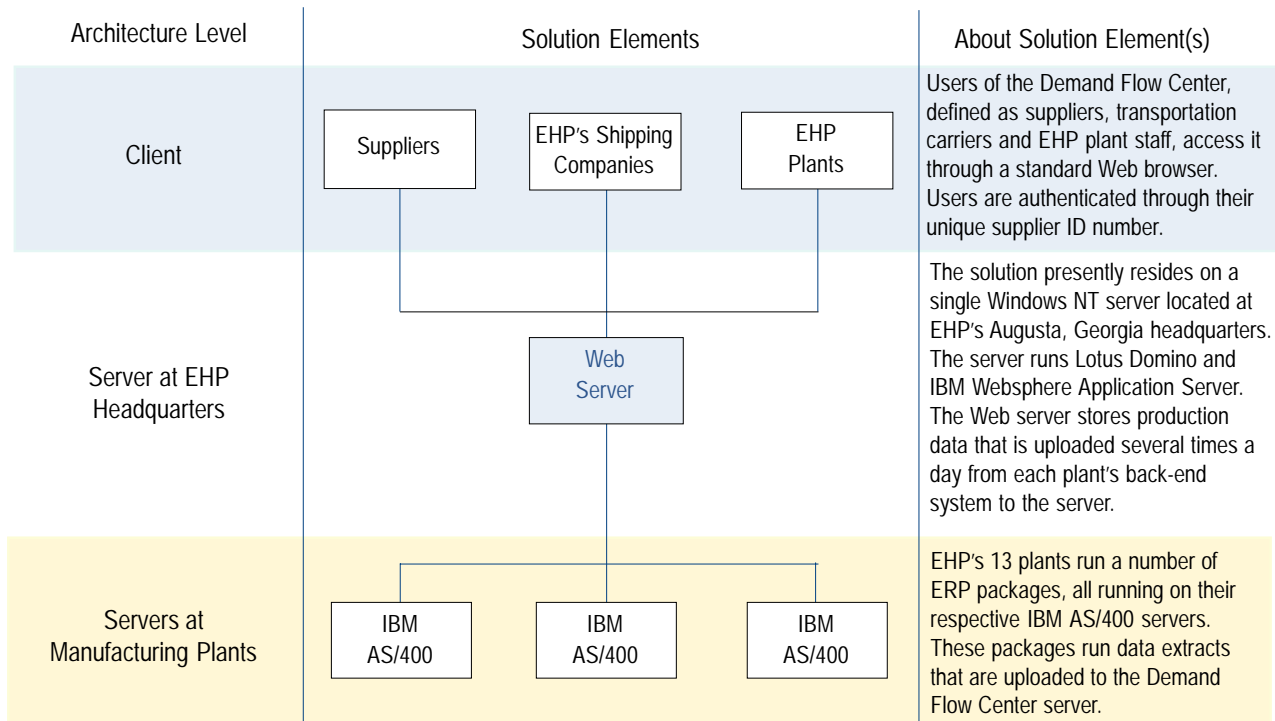 Architecture Level
Solution Elements
About Solution Element(s)
Client
Suppliers
EHP's Shipping
Companies
EHP
Plants
Users of the Demand Flow Center,
defined as suppliers, transportation
carriers and EHP plant staff, access it
through a standard Web browser.
Users are authenticated through their
unique supplier ID number.
Server at EHP
Headquarters
Web
Server
The solution presently resides on a
single Windows NT server located at
EHP's Augusta, Georgia headquarters.
The server runs Lotus Domino and
IBM Websphere Application Server.
The Web server stores production
data that is uploaded several times a
day from each plant's back-end
system to the server.
Servers at
Manufacturing Plants
IBM
AS/400
IBM
AS/400
IBM
AS/400
EHP's 13 plants run a number of
ERP packages, all running on their
respective IBM AS/400 servers.
These packages run data extracts
that are uploaded to the Demand
Flow Center server.